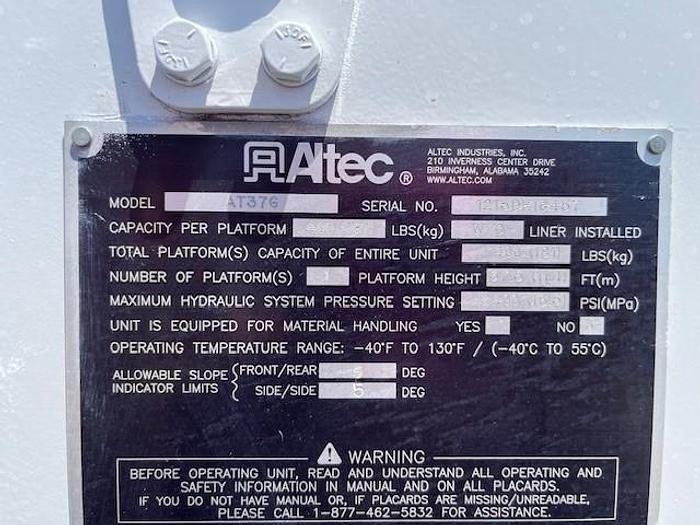 Altec®
ALTEC INDUSTRIES, INC.
210 INVERNESS CENTER DRIVE
BIRMINGHAM, ALABAMA 35242
WWW.ALTEC.COM
MODEL AT37G SERIAL NO.
CAPACITY PER PLATFORM LBS(kg) LINER INSTALLED
TOTAL PLATFORM(S) CAPACITY OF ENTIRE UNIT LBS(kg)
NUMBER OF PLATFORM(S) 1 PLATFORM HEIGHT FT(m)
MAXIMUM HYDRAULIC SYSTEM PRESSURE SETTING PSI(MPa)
UNIT IS EQUIPPED FOR MATERIAL HANDLING YES NO
OPERATING TEMPERATURE RANGE: -40°F TO 130°F / (-40°C TO 55°C)
ALLOWABLE SLOPE INDICATOR LIMITS
FRONT/REAR 5 DEG
SIDE/SIDE 5 DEG
WARNING
BEFORE OPERATING UNIT, READ AND UNDERSTAND ALL OPERATING AND
SAFETY INFORMATION IN MANUAL AND ON ALL PLACARDS.
IF YOU DO NOT HAVE MANUAL OR, IF PLACARDS ARE MISSING/UNREADABLE,
PLEASE CALL 1-877-462-5832 FOR ASSISTANCE.